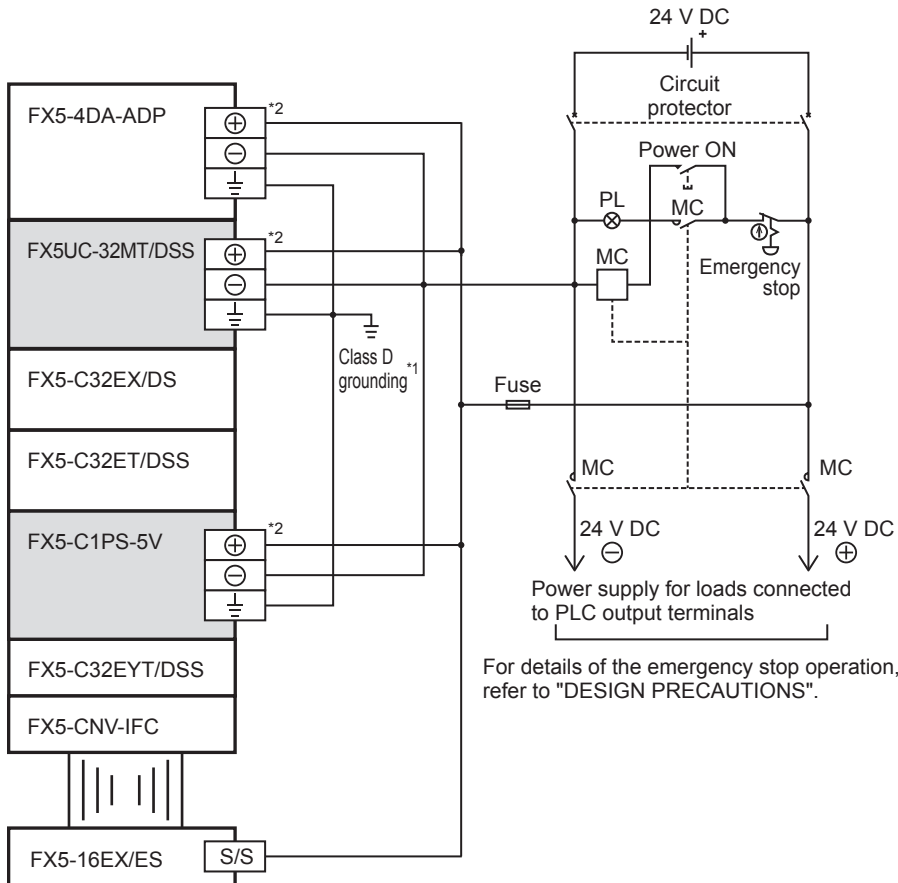 24 V DC
+
Circuit
protector
FX5-4DA-ADP
*2
Power ON
PL
MC
FX5UC-32MT/DSS
*2
MC
Emergency
stop
Class D
grounding *1
FX5-C32EX/DS
Fuse
FX5-C32ET/DSS
MC
MC
FX5-C1PS-5V
*2
24 V DC
24 V DC
Power supply for loads connected
to PLC output terminals
FX5-C32EYT/DSS
For details of the emergency stop operation,
refer to "DESIGN PRECAUTIONS".
FX5-CNV-IFC
FX5-16EX/ES
S/S